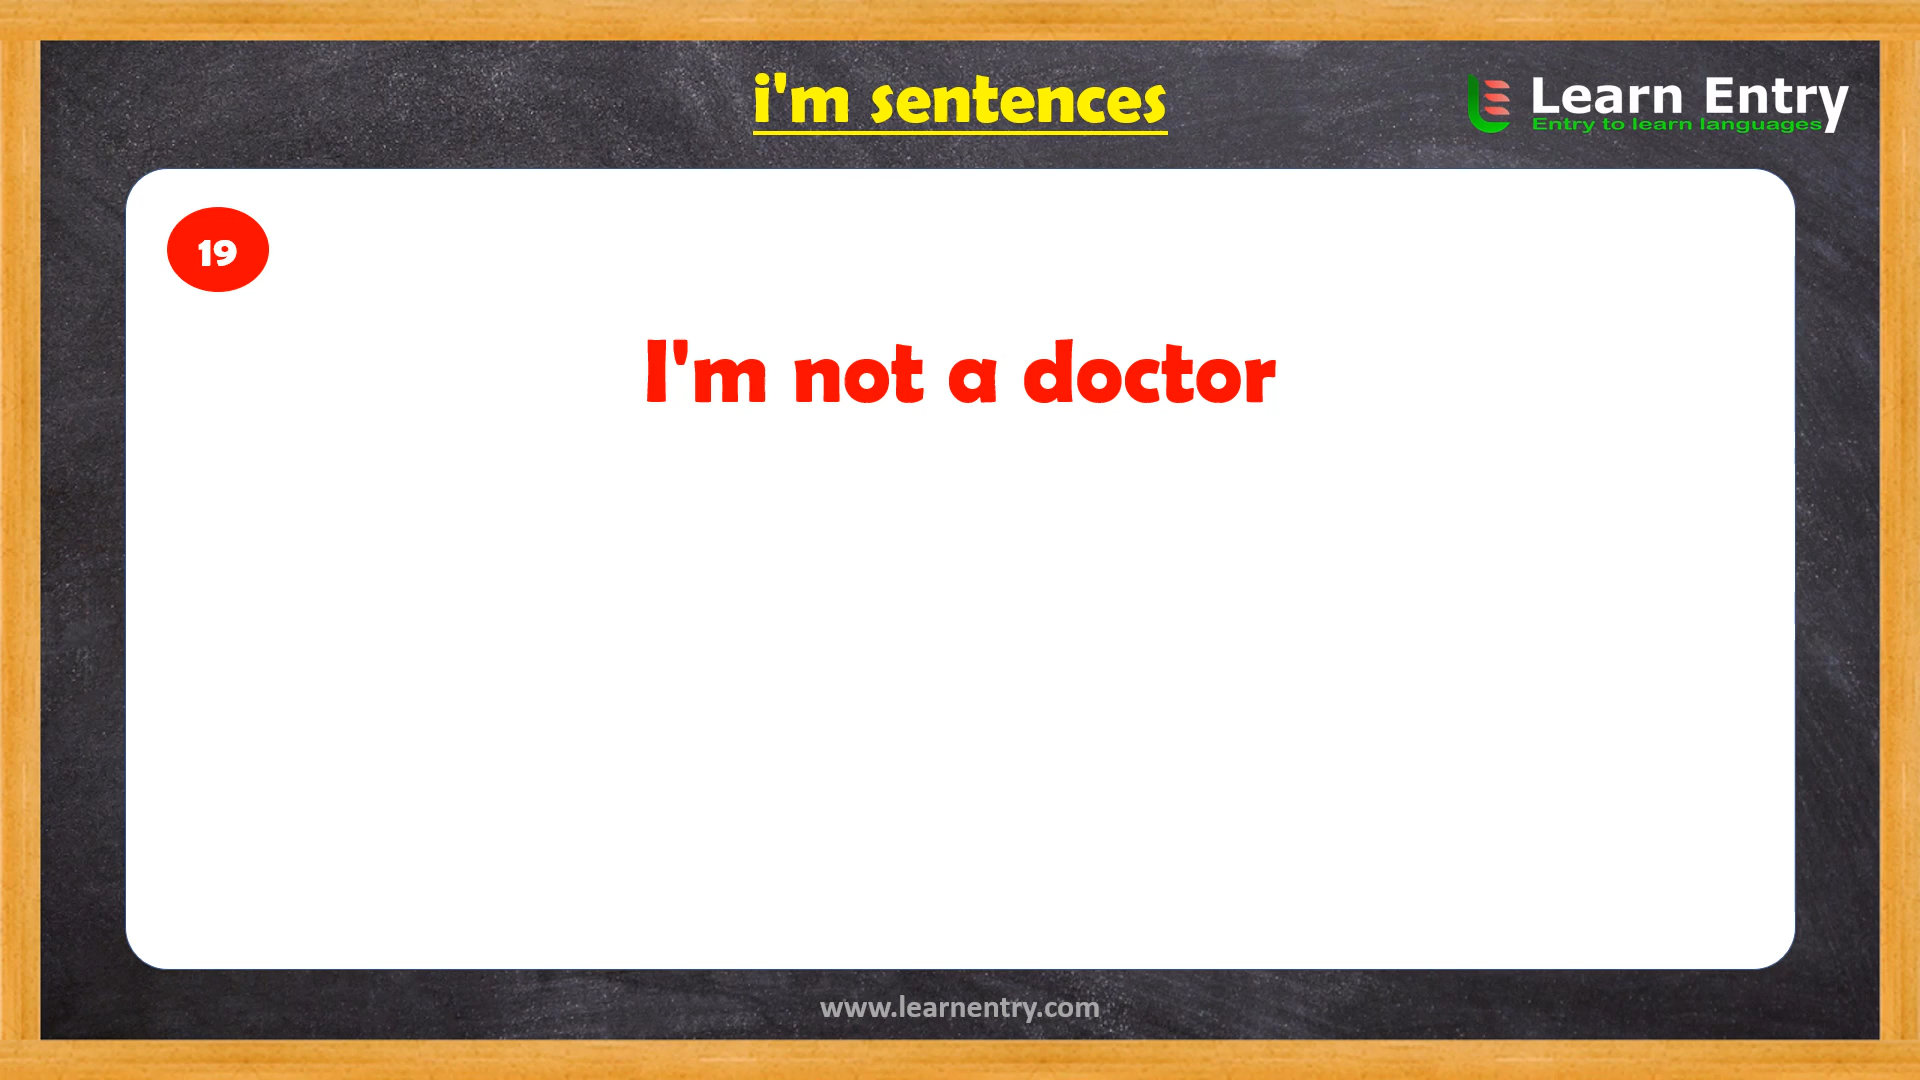 i'm sentences
Learn Entry
Entry to learn languages
19
I'm not a doctor
www.learnentry.com